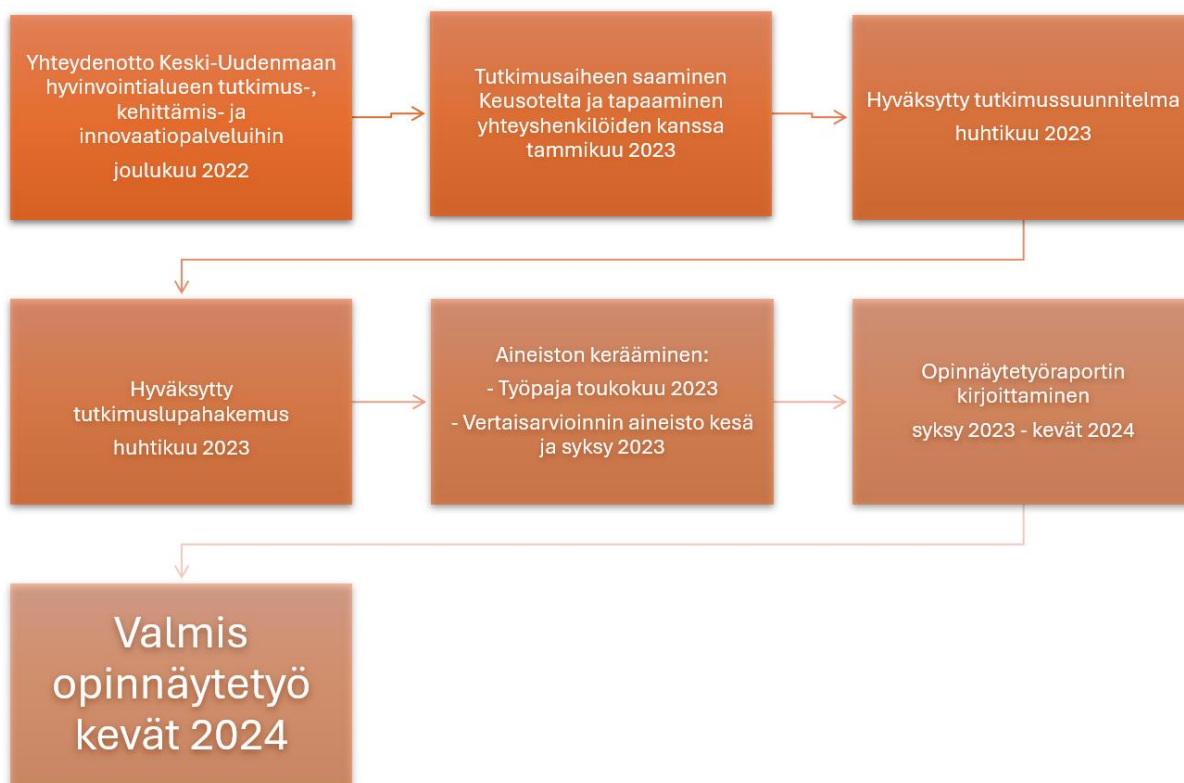 Yhteydenotto Keski-Uudenmaan
hyvinvointialueen tutkimus-,
kehittämis- ja
innovaatiopalveluihin
joulukuu 2022
Tutkimusaiheen saaminen
Keusotelta ja tapaaminen
yhteyshenkilöiden kanssa
tammikuu 2023
Hyväksytty tutkimussuunnitelma
huhtikuu 2023
Hyväksytty
tutkimuslupahakemus
huhtikuu 2023
Aineiston kerääminen:
- Työpaja toukokuu 2023
- Vertaisarvioinnin aineisto kesä
ja syksy 2023
Opinnäytetyöraportin
kirjoittaminen
syksy 2023 - kevät 2024
Valmis
opinnäytetyö
kevät 2024